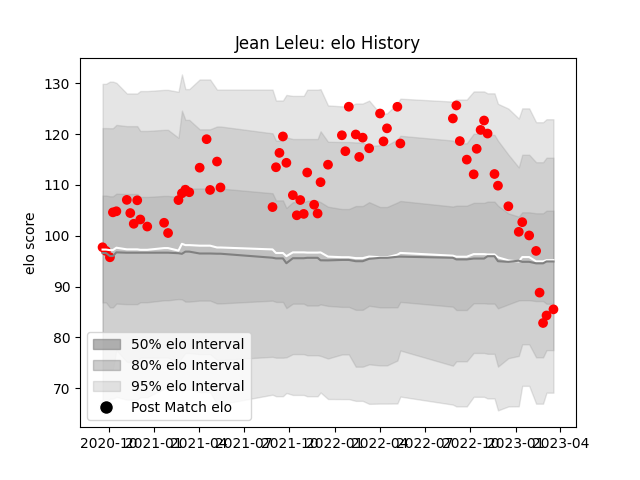 Jean Leleu: elo History
130
120
110
100
90
80
70
elo score
50% elo Interval
80% elo Interval
95% elo Interval
Post Match elo
2020-10 2021-01 2021-04 2021-07 2021-10 2022-01 2022-04 2022-07 2022-10 2023-01 2023-04